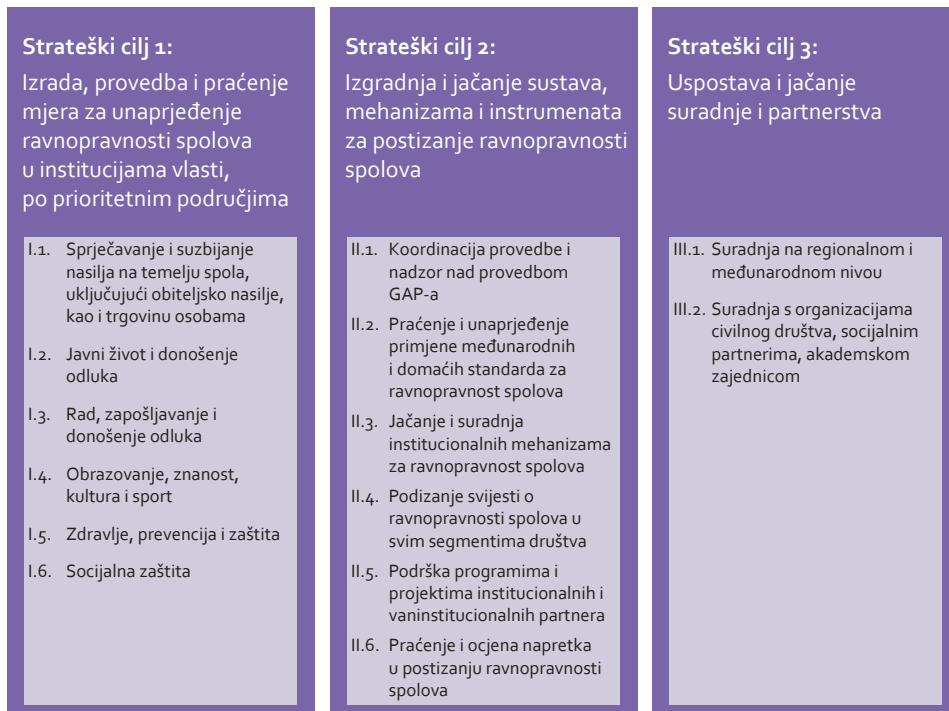 Strateški cilj 1:
Izrada, provedba i praćenje
mjera za unaprjeđenje
ravnopravnosti spolova
u institucijama vlasti,
po prioritetnim područjima
I.1. Sprječavanje i suzbijanje
nasilja na temelju spola,
uključujući obiteljsko nasilje,
kao i trgovinu osobama
I.2. Javni život i donošenje
odluka
I.3. Rad, zapošljavanje i
donošenje odluka
I.4. Obrazovanje, znanost,
kultura i sport
I.5. Zdravlje, prevencija i zaštita
I.6. Socijalna zaštita
Strateški cilj 2:
Izgradnja i jačanje sustava,
mehanizama i instrumenata
za postizanje ravnopravnosti
spolova
II.1. Koordinacija provedbe i
nadzor nad provedbom
GAP-a
II.2. Praćenje i unaprjeđenje
primjene međunarodnih
i domaćih standarda za
ravnopravnost spolova
II.3. Jačanje i suradnja
institucionalnih mehanizama
za ravnopravnost spolova
II.4. Podizanje svijesti o
ravnopravnosti spolova u
svim segmentima društva
II.5. Podrška programima i
projektima institucionalnih i
vaninstitucionalnih partnera
II.6. Praćenje i ocjena napretka
u postizanju ravnopravnosti
spolova
Strateški cilj 3:
Uspostava i jačanje
suradnje i partnerstva
III.1. Suradnja na regionalnom i
međunarodnom nivou
III.2. Suradnja s organizacijama
civilnog društva, socijalnim
partnerima, akademskom
zajednicom